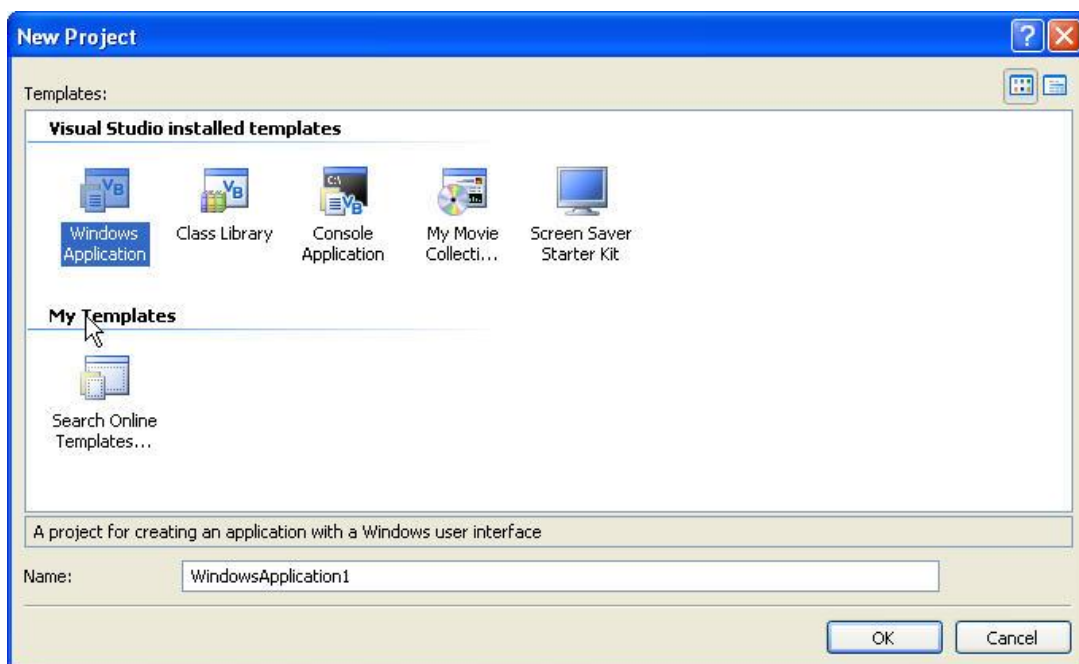 New Project
Templates:
Visual Studio installed templates
Windows Application
Class Library
Console Application
My Movie Collecti...
Screen Saver Starter Kit
My Templates
Search Online Templates...
A project for creating an application with a Windows user interface
Name:
WindowsApplication1
OK
Cancel